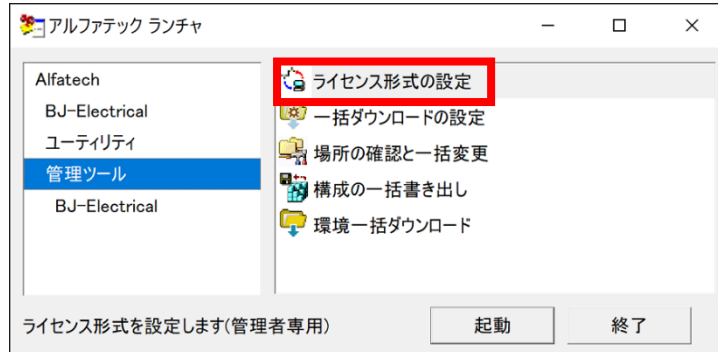 アルファテック ランチャ
Alfatech
BJ-Electrical
ユーティリティ
管理ツール
BJ-Electrical
ライセンス形式の設定
一括ダウンロードの設定
場所の確認と一括変更
構成の一括書き出し
環境一括ダウンロード
ライセンス形式を設定します(管理者専用)
起動
終了